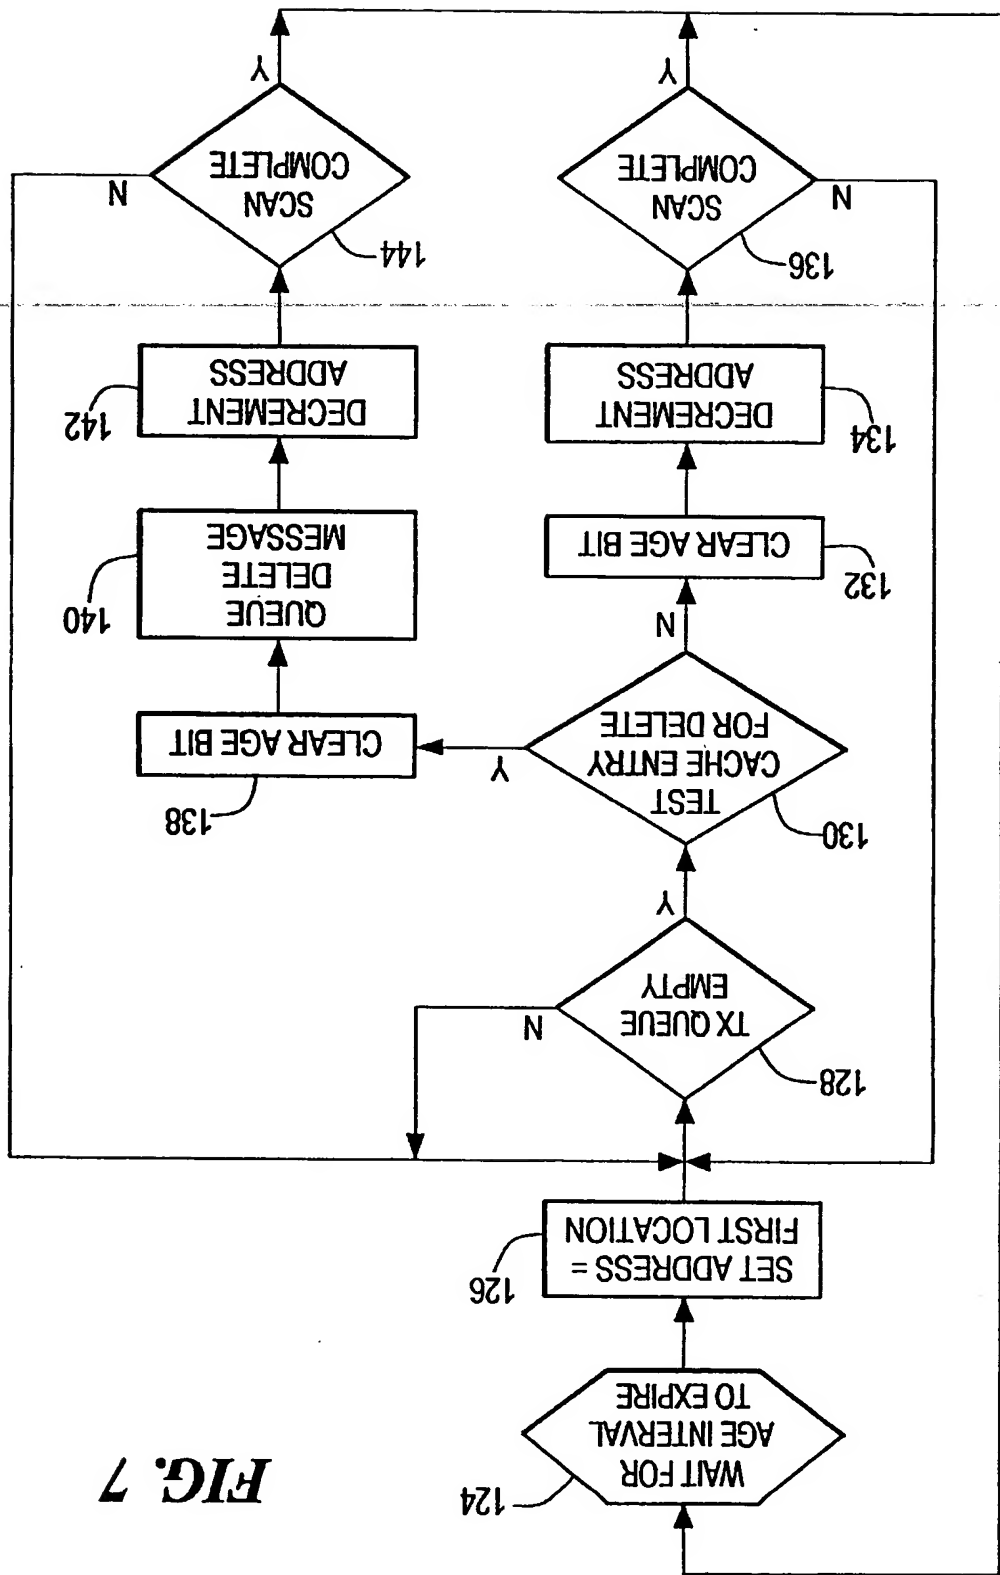 FIG. 7
124
WAIT FOR
AGE INTERVAL
TO EXPIRE
126
SET ADDRESS =
FIRST LOCATION
128
TX QUEUE
EMPTY
N
Y
130
TEST
CACHE ENTRY
FOR DELETE
Y
N
132
CLEAR AGE BIT
134
DECREMENT
ADDRESS
136
SCAN
COMPLETE
N
Y
138
CLEAR AGE BIT
140
QUEUE
DELETE
MESSAGE
142
DECREMENT
ADDRESS
144
SCAN
COMPLETE
N
Y